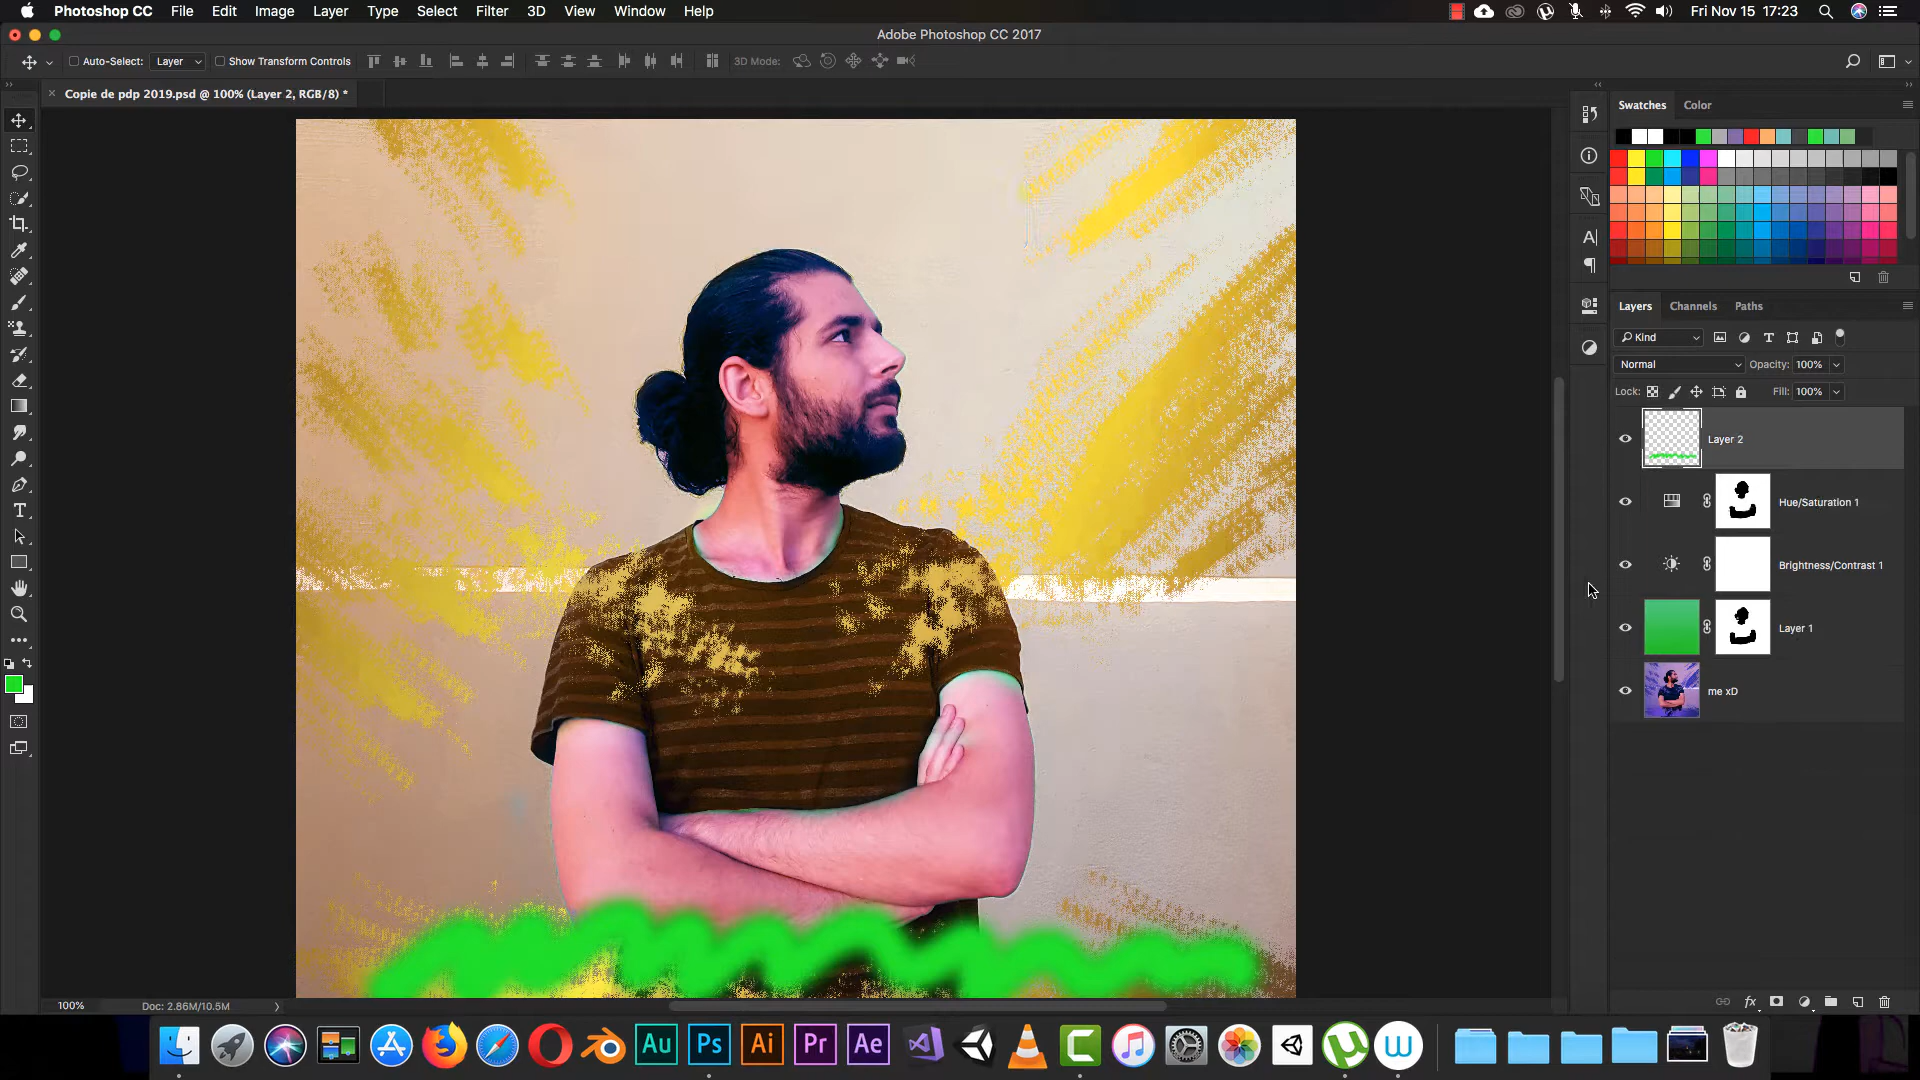 Photoshop CC File Edit Image Layer Type Select Filter 3D View Window Help Fri Nov 15 17:23
Adobe Photoshop CC 2017
Auto-Select: Layer Show Transform Controls 3D Mode:
Copie de pdp 2019.psd @ 100% (Layer 2, RGB/8) *
Swatches Color
Layers Channels Paths
Kind
Normal Opacity: 100%
Lock: Fill: 100%
Layer 2
Hue/Saturation 1
Brightness/Contrast 1
Layer 1
me xD
100% Doc: 2.86M/10.5M
fx
Au Ps Ai Pr Ae